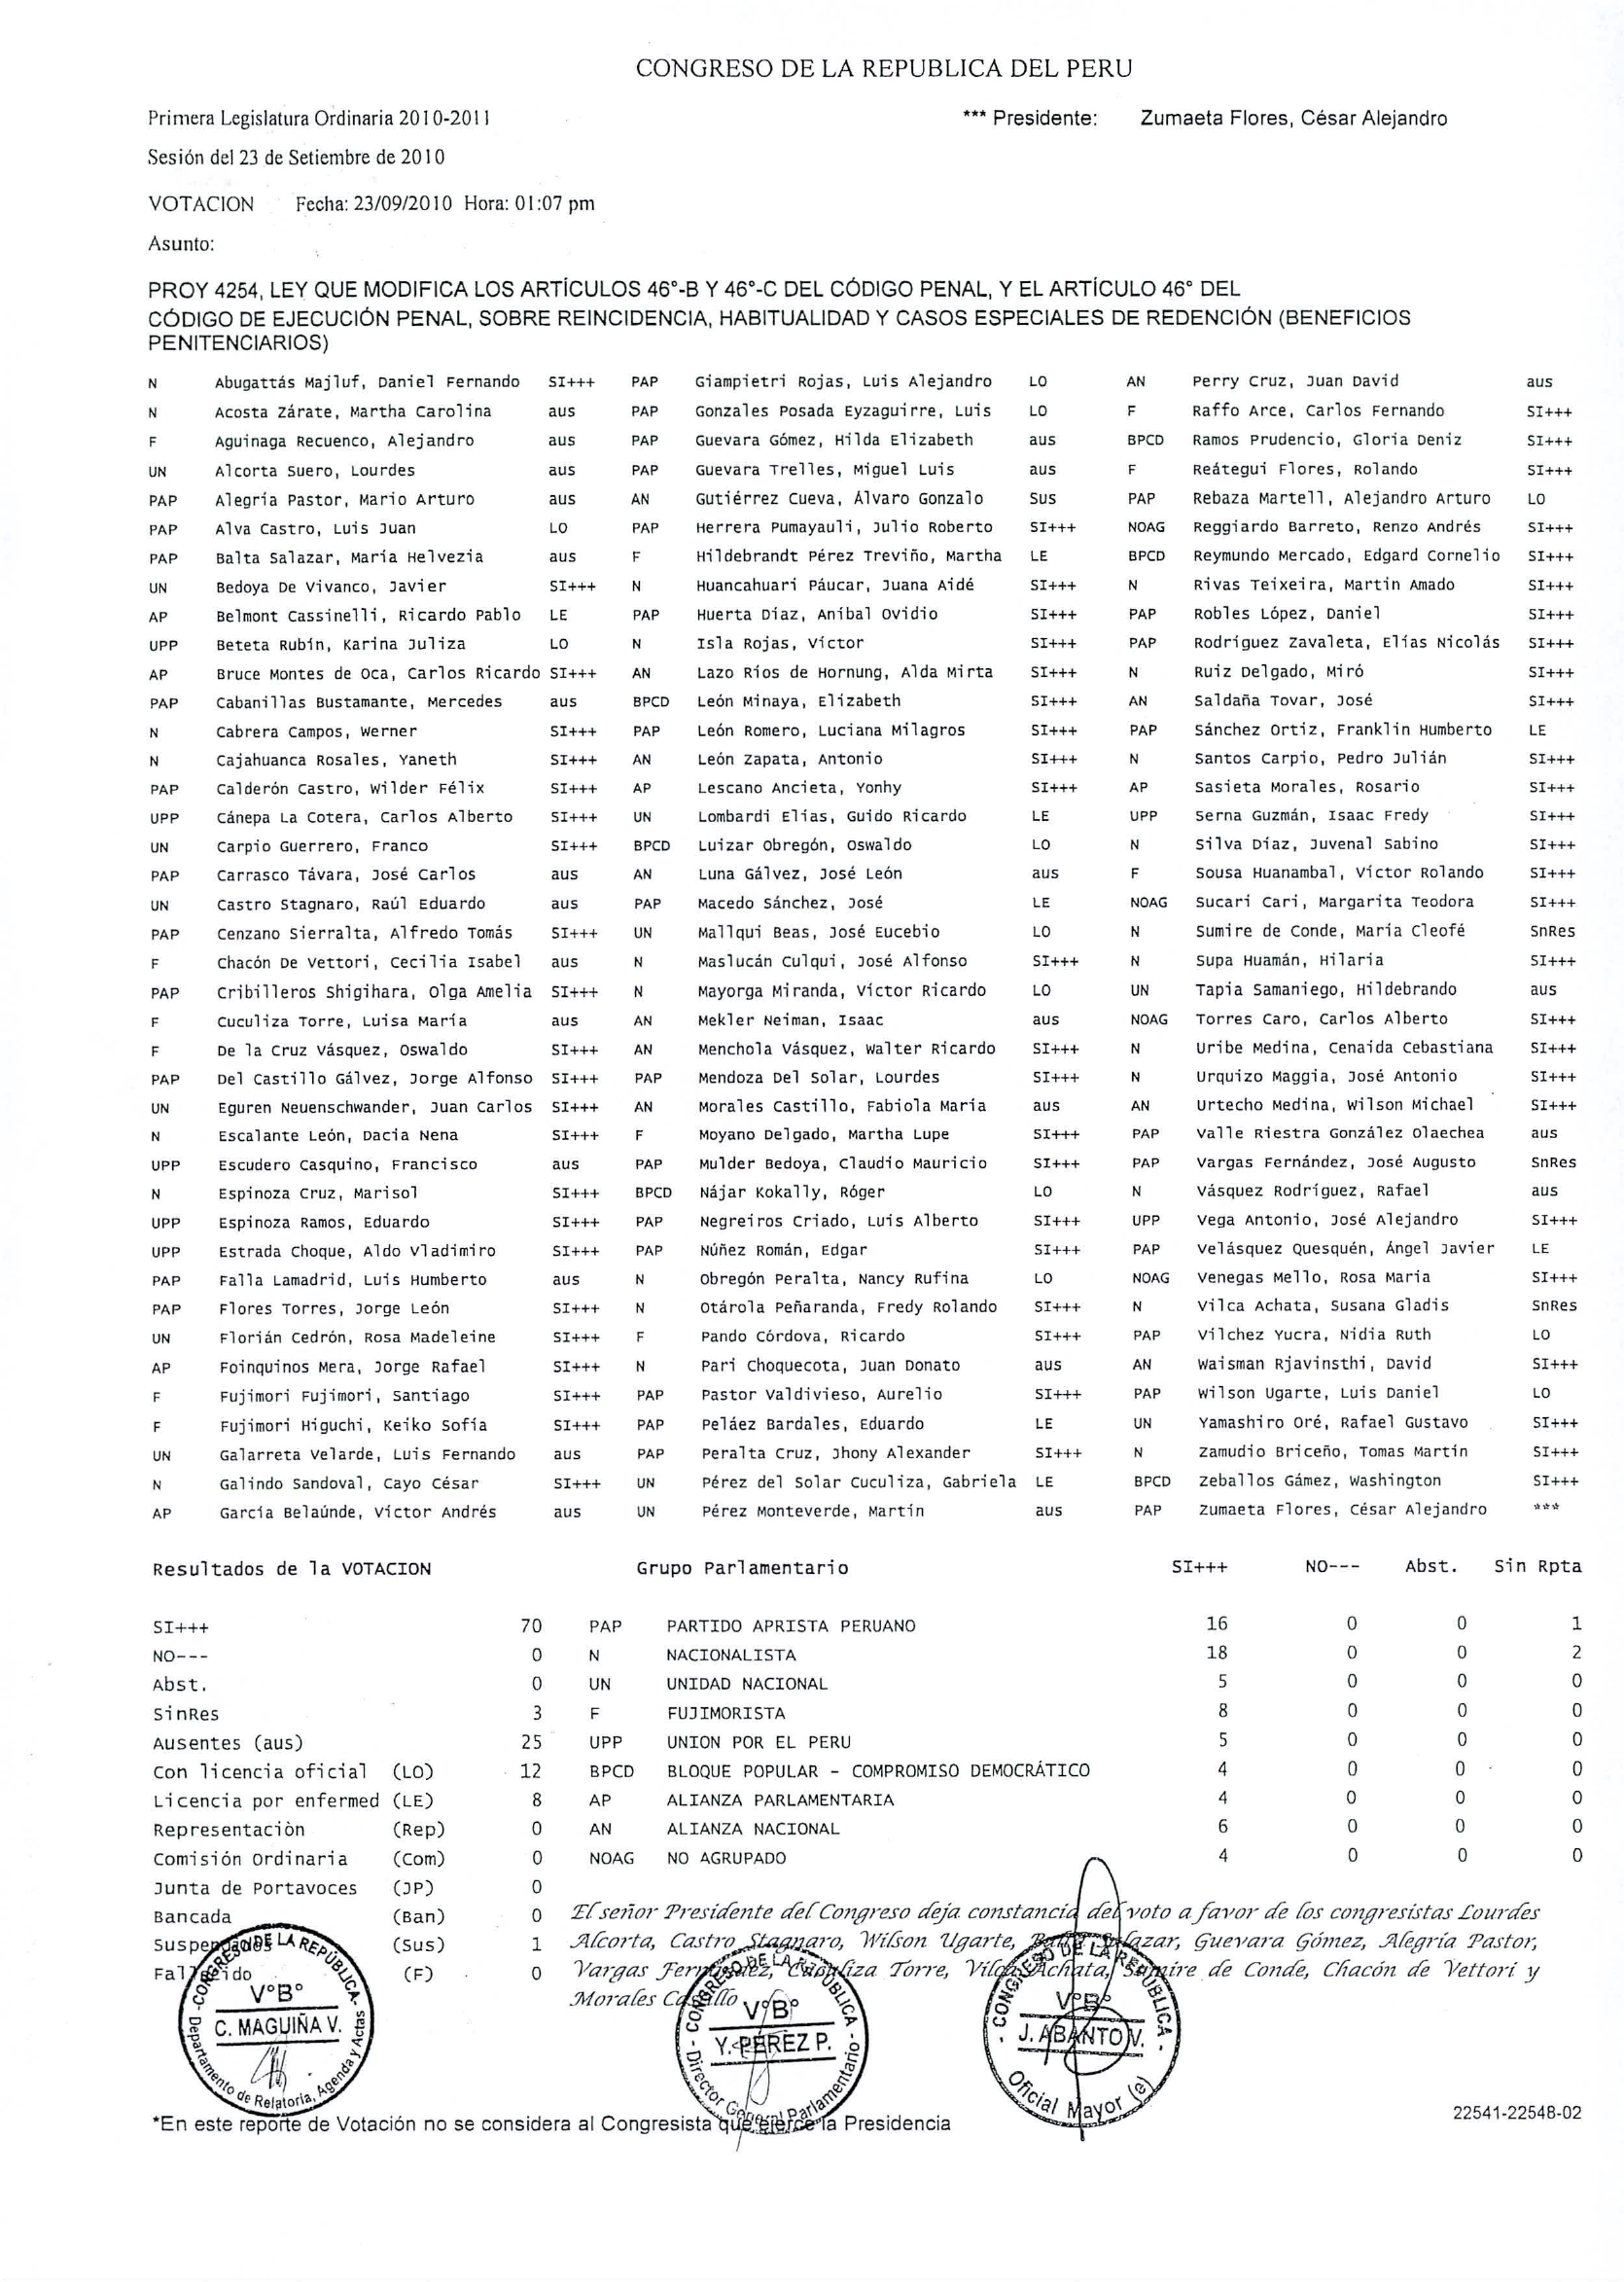 CONGRESO DE LA REPUBLICA DEL PERU
Primera Legislatura Ordinaria 2010-2011 *** Presidente: Zumaeta Flores, César Alejandro
Sesión del 23 de Setiembre de 2010
VOTACION Fecha: 23/09/2010 Hora: 01:07 pm
Asunto:
PROY 4254, LEY QUE MODIFICA LOS ARTÍCULOS 46°-B Y 46°-C DEL CÓDIGO PENAL, Y EL ARTÍCULO 46° DEL
CÓDIGO DE EJECUCIÓN PENAL, SOBRE REINCIDENCIA, HABITUALIDAD Y CASOS ESPECIALES DE REDENCIÓN (BENEFICIOS
PENITENCIARIOS)
N Abugattás Majluf, Daniel Fernando SI+++ PAP Giampietri Rojas, Luis Alejandro LO AN Perry Cruz, Juan David aus
N Acosta Zárate, Martha Carolina aus PAP Gonzales Posada Eyzaguirre, Luis LO F Raffo Arce, Carlos Fernando SI+++
F Aguinaga Recuenco, Alejandro aus PAP Guevara Gómez, Hilda Elizabeth aus BPCD Ramos Prudencio, Gloria Deniz SI+++
UN Alcorta Suero, Lourdes aus PAP Guevara Trelles, Miguel Luis aus F Reátegui Flores, Rolando SI+++
PAP Alegría Pastor, Mario Arturo aus AN Gutiérrez Cueva, Álvaro Gonzalo Sus PAP Rebaza Martell, Alejandro Arturo LO
PAP Alva Castro, Luis Juan LO PAP Herrera Pumayauli, Julio Roberto SI+++ NOAG Reggiardo Barreto, Renzo Andrés SI+++
PAP Balta Salazar, María Helvezia aus F Hildebrandt Pérez Treviño, Martha LE BPCD Reymundo Mercado, Edgard Cornelio SI+++
UN Bedoya De Vivanco, Javier SI+++ N Huancahuari Páucar, Juana Aidé SI+++ N Rivas Teixeira, Martin Amado SI+++
AP Belmont Cassinelli, Ricardo Pablo LE PAP Huerta Díaz, Aníbal Ovidio SI+++ PAP Robles López, Daniel SI+++
UPP Beteta Rubín, Karina Juliza LO N Isla Rojas, Víctor SI+++ PAP Rodríguez Zavaleta, Elías Nicolás SI+++
AP Bruce Montes de Oca, Carlos Ricardo SI+++ AN Lazo Ríos de Hornung, Alda Mirta SI+++ N Ruiz Delgado, Miró SI+++
PAP Cabanillas Bustamante, Mercedes aus BPCD León Minaya, Elizabeth SI+++ AN Saldaña Tovar, José SI+++
N Cabrera Campos, Werner SI+++ PAP León Romero, Luciana Milagros SI+++ PAP Sánchez Ortiz, Franklin Humberto LE
N Cajahuanca Rosales, Yaneth SI+++ AN León Zapata, Antonio SI+++ N Santos Carpio, Pedro Julián SI+++
PAP Calderón Castro, Wilder Félix SI+++ AP Lescano Ancieta, Yonhy SI+++ AP Sasieta Morales, Rosario SI+++
UPP Cánepa La Cotera, Carlos Alberto SI+++ UN Lombardi Elías, Guido Ricardo LE UPP Serna Guzmán, Isaac Fredy SI+++
UN Carpio Guerrero, Franco SI+++ BPCD Luizar Obregón, Oswaldo LO N Silva Díaz, Juvenal Sabino SI+++
PAP Carrasco Távara, José Carlos aus AN Luna Gálvez, José León aus F Sousa Huanambal, Víctor Rolando SI+++
UN Castro Stagnaro, Raúl Eduardo aus PAP Macedo Sánchez, José LE NOAG Sucari Cari, Margarita Teodora SI+++
PAP Cenzano Sierralta, Alfredo Tomás SI+++ UN Mallqui Beas, José Eucebio LO N Sumire de Conde, María Cleofé SnRes
F Chacón De Vettori, Cecilia Isabel aus N Maslucán Culqui, José Alfonso SI+++ N Supa Huamán, Hilaria SI+++
PAP Cribilleros Shigihara, Olga Amelia SI+++ N Mayorga Miranda, Víctor Ricardo LO UN Tapia Samaniego, Hildebrando aus
F Cuculiza Torre, Luisa María aus AN Mekler Neiman, Isaac aus NOAG Torres Caro, Carlos Alberto SI+++
F De la Cruz Vásquez, Oswaldo SI+++ AN Menchola Vásquez, Walter Ricardo SI+++ N Uribe Medina, Cenaida Cebastiana SI+++
PAP Del Castillo Gálvez, Jorge Alfonso SI+++ PAP Mendoza Del Solar, Lourdes SI+++ N Urquizo Maggia, José Antonio SI+++
UN Eguren Neuenschwander, Juan Carlos SI+++ AN Morales Castillo, Fabiola María aus AN Urtecho Medina, Wilson Michael SI+++
N Escalante León, Dacia Nena SI+++ F Moyano Delgado, Martha Lupe SI+++ PAP Valle Riestra González Olaechea aus
UPP Escudero Casquino, Francisco aus PAP Mulder Bedoya, Claudio Mauricio SI+++ PAP Vargas Fernández, José Augusto SnRes
N Espinoza Cruz, Marisol SI+++ BPCD Nájar Kokally, Róger LO N Vásquez Rodríguez, Rafael aus
UPP Espinoza Ramos, Eduardo SI+++ PAP Negreiros Criado, Luis Alberto SI+++ UPP Vega Antonio, José Alejandro SI+++
UPP Estrada Choque, Aldo Vladimiro SI+++ PAP Núñez Román, Edgar SI+++ PAP Velásquez Quesquén, Ángel Javier LE
PAP Falla Lamadrid, Luis Humberto aus N Obregón Peralta, Nancy Rufina LO NOAG Venegas Mello, Rosa Maria SI+++
PAP Flores Torres, Jorge León SI+++ N Otárola Peñaranda, Fredy Rolando SI+++ N Vilca Achata, Susana Gladis SnRes
UN Florián Cedrón, Rosa Madeleine SI+++ F Pando Córdova, Ricardo SI+++ PAP Vilchez Yucra, Nidia Ruth LO
AP Foinquinos Mera, Jorge Rafael SI+++ N Pari Choquecota, Juan Donato aus AN Waisman Rjavinsthi, David SI+++
F Fujimori Fujimori, Santiago SI+++ PAP Pastor Valdivieso, Aurelio SI+++ PAP Wilson Ugarte, Luis Daniel LO
F Fujimori Higuchi, Keiko Sofía SI+++ PAP Peláez Bardales, Eduardo LE UN Yamashiro Oré, Rafael Gustavo SI+++
UN Galarreta Velarde, Luis Fernando aus PAP Peralta Cruz, Jhony Alexander SI+++ N Zamudio Briceño, Tomas Martín SI+++
N Galindo Sandoval, Cayo César SI+++ UN Pérez del Solar Cuculiza, Gabriela LE BPCD Zeballos Gámez, Washington SI+++
AP García Belaúnde, Víctor Andrés aus UN Pérez Monteverde, Martín aus PAP Zumaeta Flores, César Alejandro ***
Resultados de la VOTACION Grupo Parlamentario SI+++ NO--- Abst. Sin Rpta
SI+++ 70 PAP PARTIDO APRISTA PERUANO 16 0 0 1
NO--- 0 N NACIONALISTA 18 0 0 2
Abst. 0 UN UNIDAD NACIONAL 5 0 0 0
SinRes 3 F FUJIMORISTA 8 0 0 0
Ausentes (aus) 25 UPP UNION POR EL PERU 5 0 0 0
Con licencia oficial (LO) 12 BPCD BLOQUE POPULAR - COMPROMISO DEMOCRÁTICO 4 0 0 0
Licencia por enfermed (LE) 8 AP ALIANZA PARLAMENTARIA 4 0 0 0
Representaciòn (Rep) 0 AN ALIANZA NACIONAL 6 0 0 0
Comisión Ordinaria (Com) 0 NOAG NO AGRUPADO 4 0 0 0
Junta de Portavoces (JP) 0
Bancada (Ban) 0 El señor Presidente del Congreso deja constancia del voto a favor de los congresistas Lourdes
Suspendidos (Sus) 1 Alcorta, Castro Stagnaro, Wilson Ugarte, Balta Salazar, Guevara Gómez, Alegría Pastor,
Fallecido (F) 0 Vargas Fernández, Cuculiza Torre, Vilca Achata, Sumire de Conde, Chacón de Vettori y
Morales Castillo
- CONGRESO DE LA REPÚBLICA - V°B° C. MAGUIÑA V. Departamento de Relatoría, Agenda y Actas
- CONGRESO DE LA REPÚBLICA - V°B° Y. PEREZ P. Director General Parlamentario
- CONGRESO DE LA REPÚBLICA - V°B° J. ABANTO V. Oficial Mayor (e)
*En este reporte de Votación no se considera al Congresista que ejerce la Presidencia
22541-22548-02